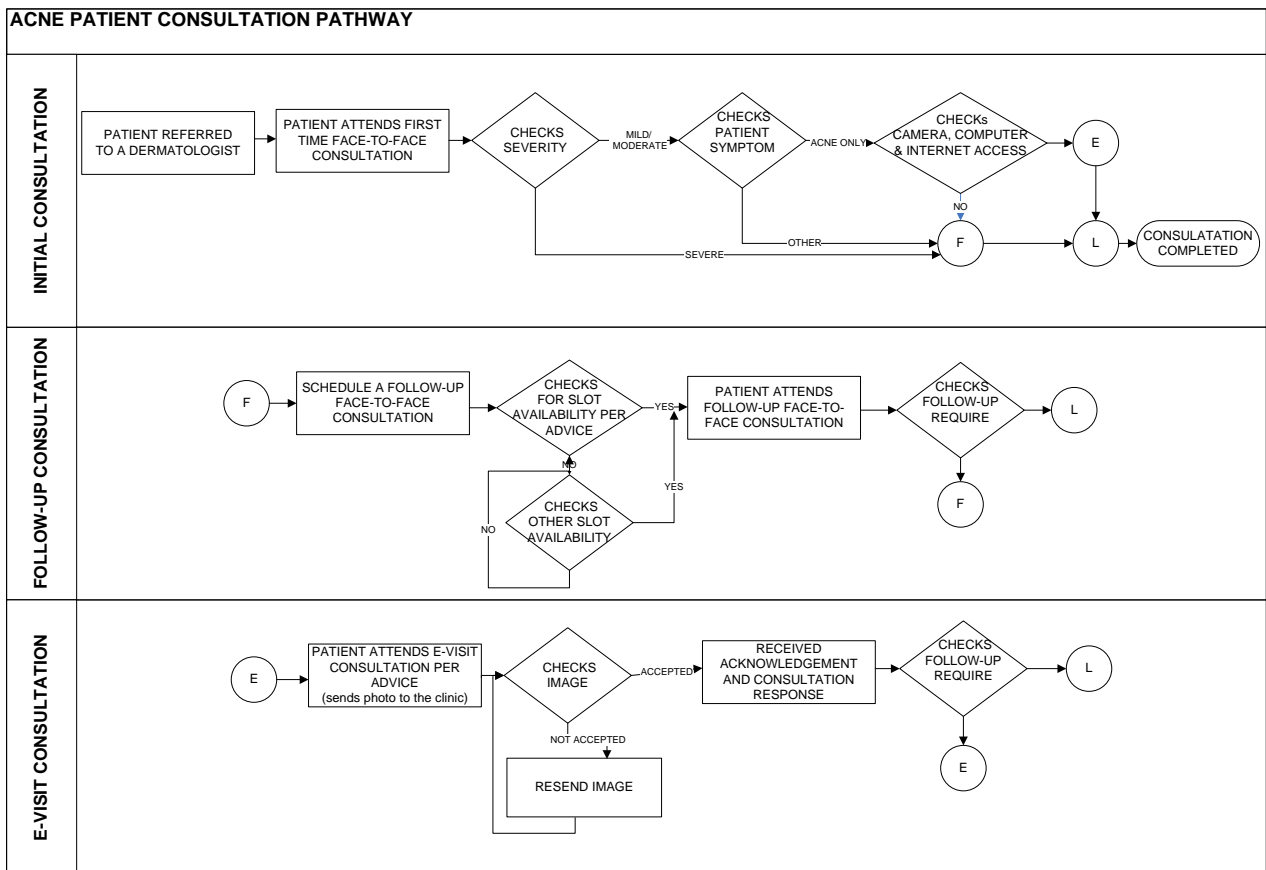 ACNE PATIENT CONSULTATION PATHWAY
INITIAL CONSULTATION
PATIENT REFERRED
TO A DERMATOLOGIST
PATIENT ATTENDS FIRST
TIME FACE-TO-FACE
CONSULTATION
CHECKS
SEVERITY
MILD/
MODERATE
CHECKS
PATIENT
SYMPTOM
ACNE ONLY
CHECKs
CAMERA, COMPUTER
& INTERNET ACCESS
E
NO
OTHER
SEVERE
F
L
CONSULATATION
COMPLETED
FOLLOW-UP CONSULTATION
F
SCHEDULE A FOLLOW-UP
FACE-TO-FACE
CONSULTATION
CHECKS
FOR SLOT
AVAILABILITY PER
ADVICE
YES
PATIENT ATTENDS
FOLLOW-UP FACE-TO-
FACE CONSULTATION
CHECKS
FOLLOW-UP
REQUIRE
L
NO
CHECKS
OTHER SLOT
AVAILABILITY
NO
YES
F
E-VISIT CONSULTATION
E
PATIENT ATTENDS E-VISIT
CONSULTATION PER
ADVICE
(sends photo to the clinic)
CHECKS
IMAGE
ACCEPTED
RECEIVED
ACKNOWLEDGEMENT
AND CONSULTATION
RESPONSE
CHECKS
FOLLOW-UP
REQUIRE
L
NOT ACCEPTED
RESEND IMAGE
E